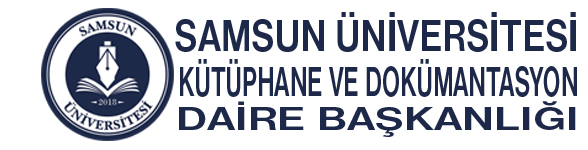 SAMSUN
2018
ÜNİVERSİTESİ
SAMSUN ÜNİVERSİTESİ
KÜTÜPHANE VE DOKÜMANTASYON
DAİRE BAŞKANLIĞI